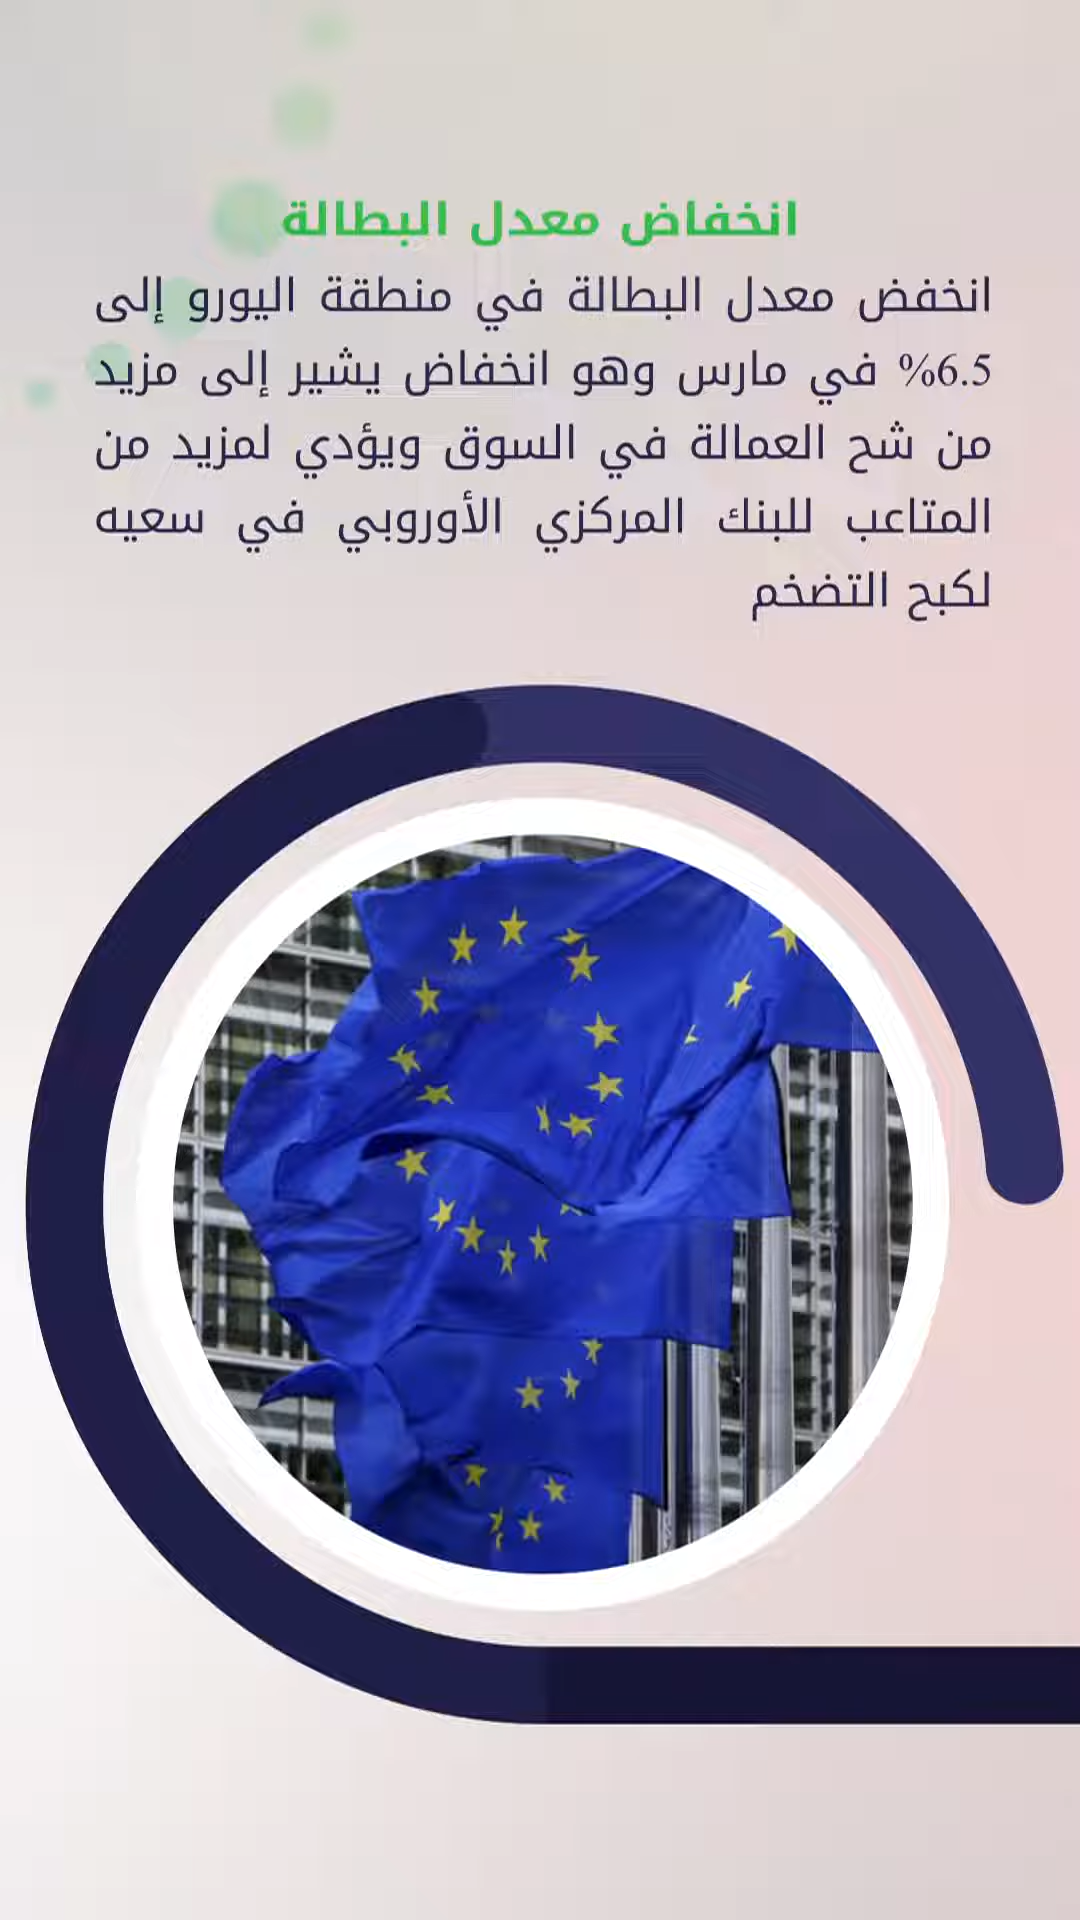 انخفاض معدل البطالة
انخفض معدل البطالة في منطقة اليورو إلى
6.5% في مارس وهو انخفاض يشير إلى مزيد
من شح العمالة في السوق ويؤدي لمزيد من
المتاعب للبنك المركزي الأوروبي في سعيه
لكبح التضخم